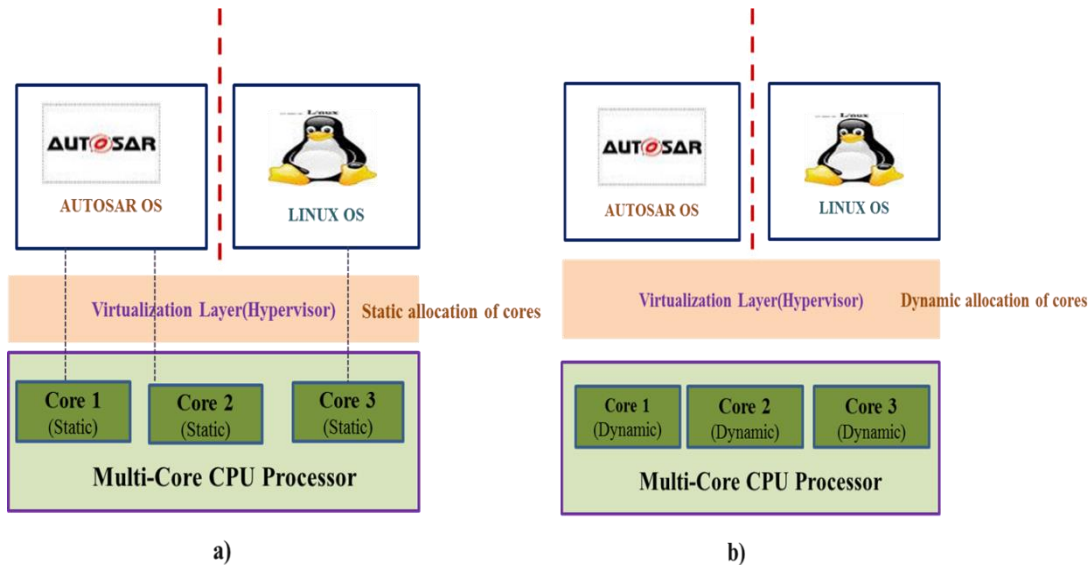 AUTOSAR
AUTOSAR OS
Linux
LINUX OS
Virtualization Layer(Hypervisor)
Static allocation of cores
Core 1
(Static)
Core 2
(Static)
Core 3
(Static)
Multi-Core CPU Processor
a)
AUTOSAR
AUTOSAR OS
Linux
LINUX OS
Virtualization Layer(Hypervisor)
Dynamic allocation of cores
Core 1
(Dynamic)
Core 2
(Dynamic)
Core 3
(Dynamic)
Multi-Core CPU Processor
b)